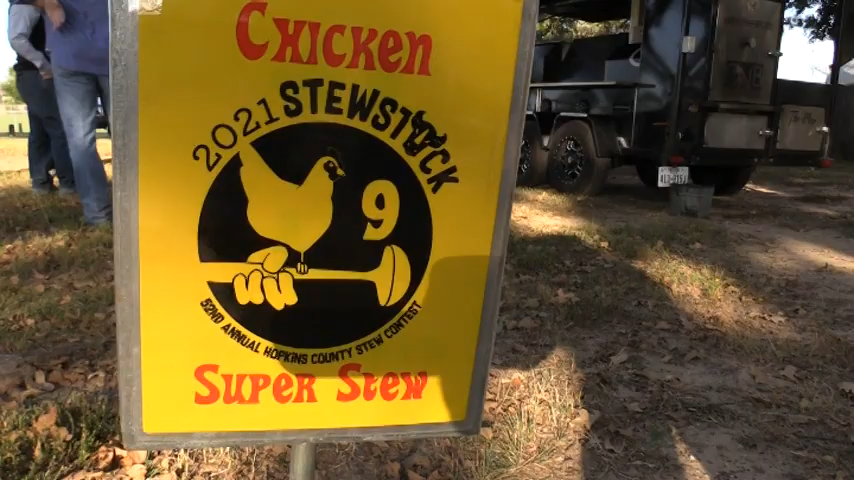 Chicken
2021 STEWSTOCK
9
52ND ANNUAL HOPKINS COUNTY STEW CONTEST
Super Stew